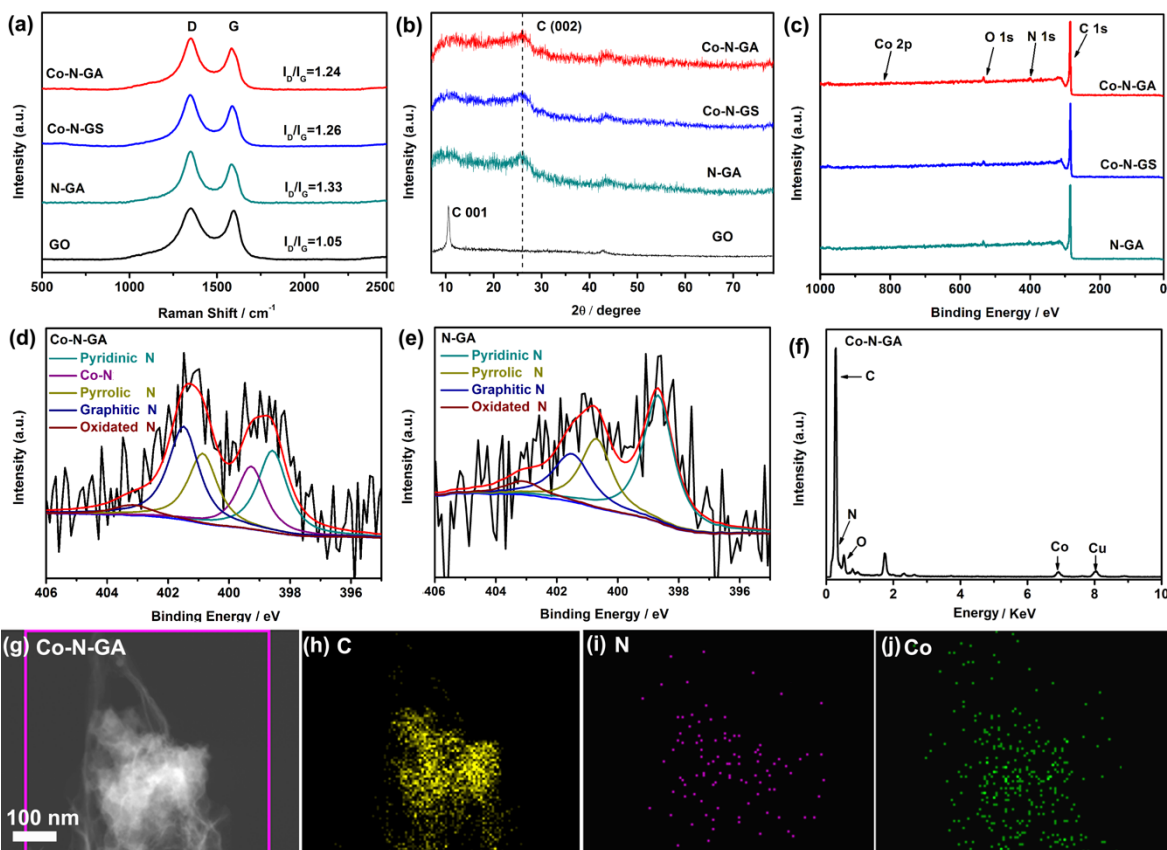 (a)
D
G
Co-N-GA
I_D/I_G=1.24
Co-N-GS
I_D/I_G=1.26
N-GA
I_D/I_G=1.33
GO
I_D/I_G=1.05
Intensity (a.u.)
500 1000 1500 2000 2500
Raman Shift / cm⁻¹
(b)
C (002)
Co-N-GA
Co-N-GS
N-GA
C 001
GO
Intensity (a.u.)
10 20 30 40 50 60 70
2θ / degree
(c)
Co 2p
O 1s
N 1s
C 1s
Co-N-GA
Co-N-GS
N-GA
Intensity (a.u.)
1000 800 600 400 200 0
Binding Energy / eV
(d)
Co-N-GA
Pyridinic N
Co-N
Pyrrolic N
Graphitic N
Oxidated N
Intensity (a.u.)
406 404 402 400 398 396
Binding Energy / eV
(e)
N-GA
Pyridinic N
Pyrrolic N
Graphitic N
Oxidated N
Intensity (a.u.)
406 404 402 400 398 396
Binding Energy / eV
(f)
Co-N-GA
C
N
O
Co
Cu
Intensity (a.u.)
0 2 4 6 8 10
Energy / KeV
(g) Co-N-GA
100 nm
(h) C
(i) N
(j) Co